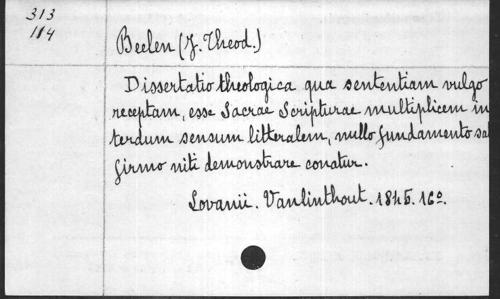 313
114
Beelen (J. Theod.)
Dissertatio theologica qua sententiam vulgo
receptam, esse Sacrae Scripturae multiplicem in
terdum sensum litteralem, nullo fundamento sa
firmo niti demonstrare conatur.
Lovanii. Vanlinthout. 1845. 16º.